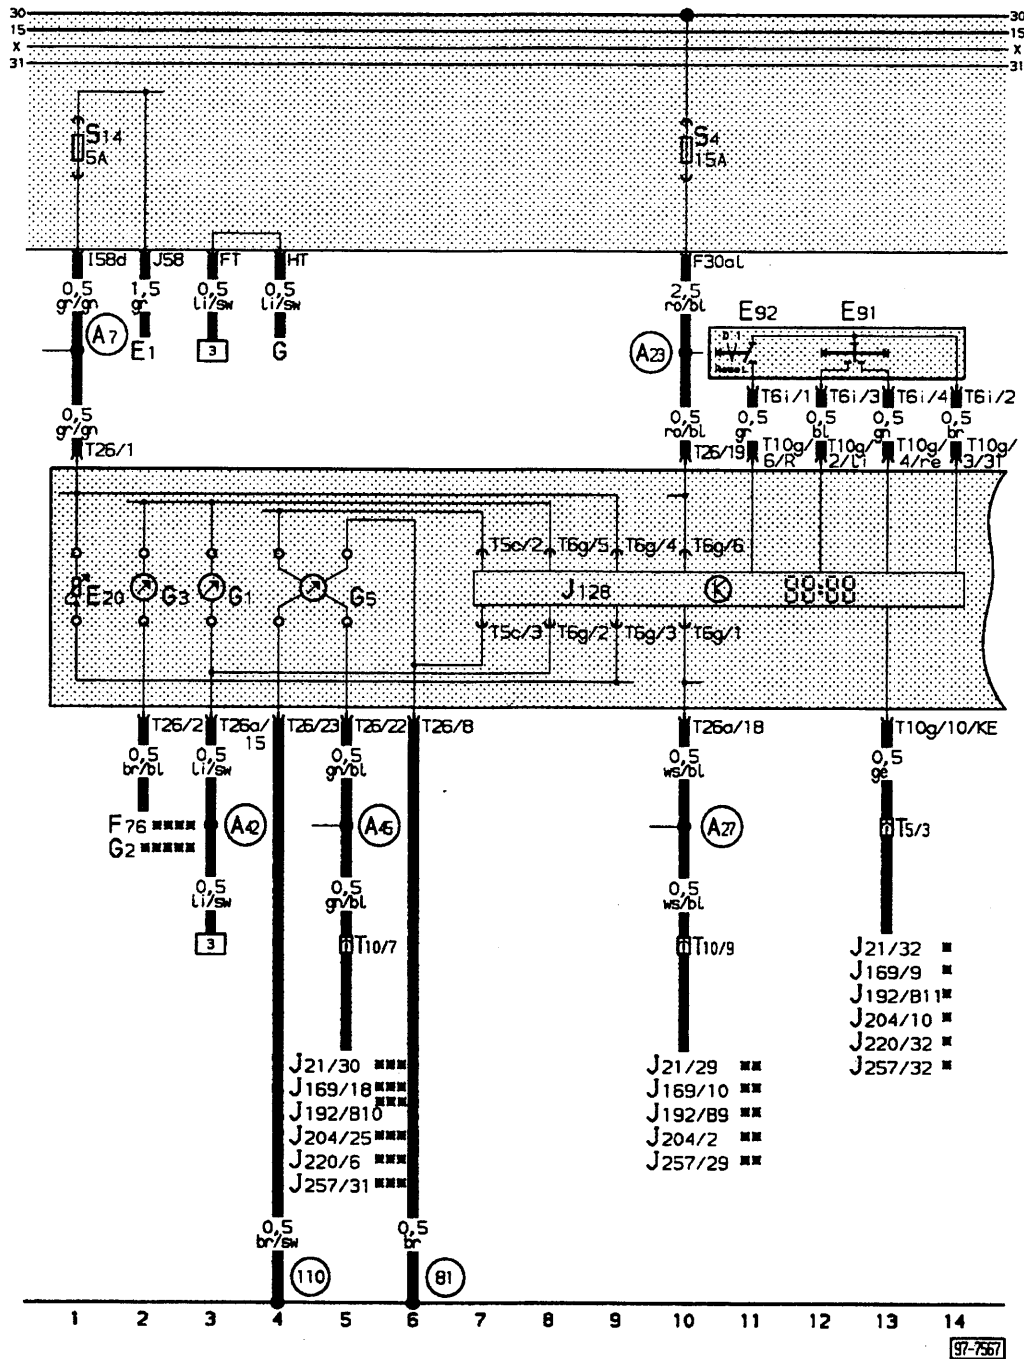 30 30
15 15
X X
31 31
S14
5A
S4
15A
I58d J58 FT HT F30al
0,5 1,5 0,5 0,5 2,5
gr/gn gr li/sw li/sw ro/bl
E92 E91
A7 E1 3 G A23
T6i/1 T6i/3 T6i/4 T6i/2
0,5 0,5 0,5 0,5 0,5 0,5
gr/gn ro/bl gr bl gn br
T26/1 T26/19 T10g/6/R T10g/2/li T10g/4/re T10g/3/31
T5c/2 T6g/5 T6g/4 T6g/6
E20 G3 G1 G5 J128 K 88:88
T5c/3 T6g/2 T6g/3 T6g/1
T26/2 T26a/15 T26/23 T26/22 T26/8 T26a/18 T10g/10/KE
0,5 0,5 0,5 0,5 0,5
br/bl li/sw gn/bl ws/bl ge
F76 ****
G2 *****
A42 A45 A27 T5/3
0,5 0,5 0,5
li/sw gn/bl ws/bl
3 T10/7 T10/9
J21/32 *
J169/9 *
J192/B11*
J204/10 *
J220/32 *
J257/32 *
J21/30 ***
J169/18***
J192/B10***
J204/25***
J220/6 ***
J257/31 ***
J21/29 **
J169/10 **
J192/B9 **
J204/2 **
J257/29 **
0,5 0,5
br/sw br
110 81
1 2 3 4 5 6 7 8 9 10 11 12 13 14
97-7567